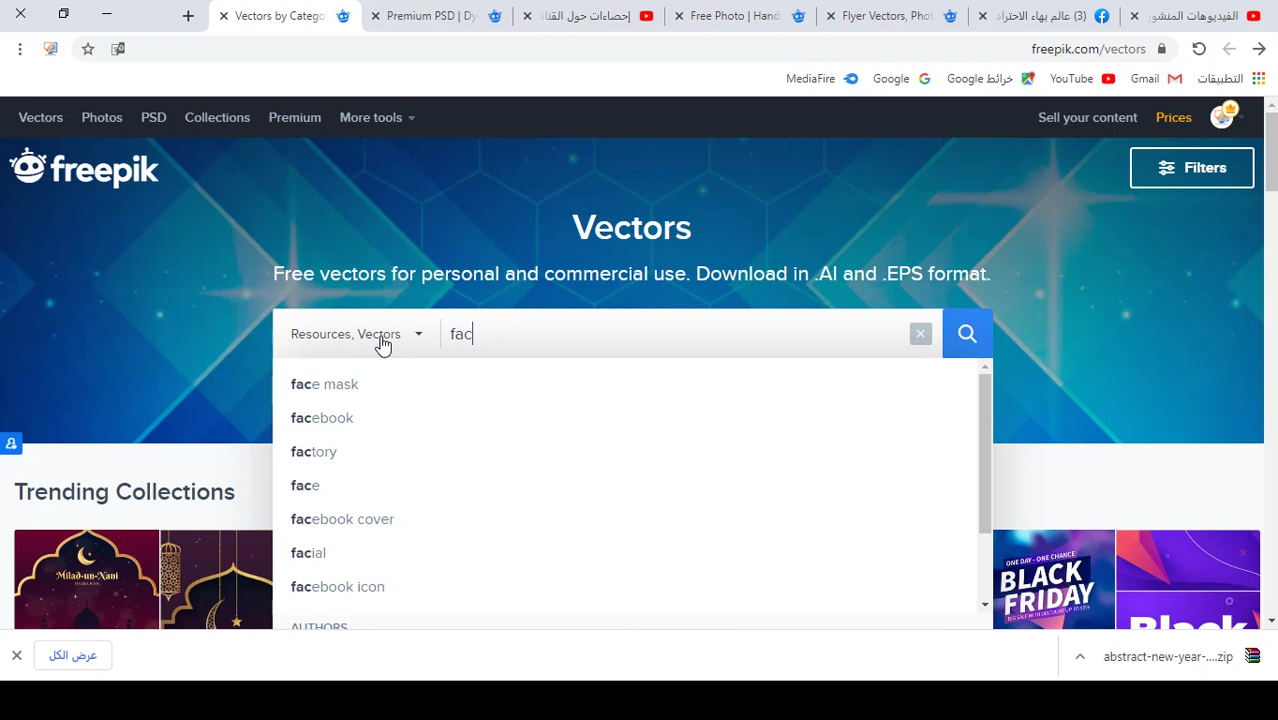 Vectors by Catego
Premium PSD | Dy
إحصاءات حول القناة
Free Photo | Hand
Flyer Vectors, Phot
(3) عالم بهاء الاحتراف
الفيديوهات المنشور
freepik.com/vectors
MediaFire
Google
خرائط Google
YouTube
Gmail
التطبيقات
Vectors
Photos
PSD
Collections
Premium
More tools
Sell your content
Prices
freepik
Filters
Vectors
Free vectors for personal and commercial use. Download in .AI and .EPS format.
Resources, Vectors
fac
face mask
facebook
factory
face
facebook cover
facial
facebook icon
AUTHORS
Trending Collections
Milad-un-Nabi
MUBARAK
ONE DAY - ONE CHANCE
BLACK
FRIDAY
Black
عرض الكل
abstract-new-year-....zip